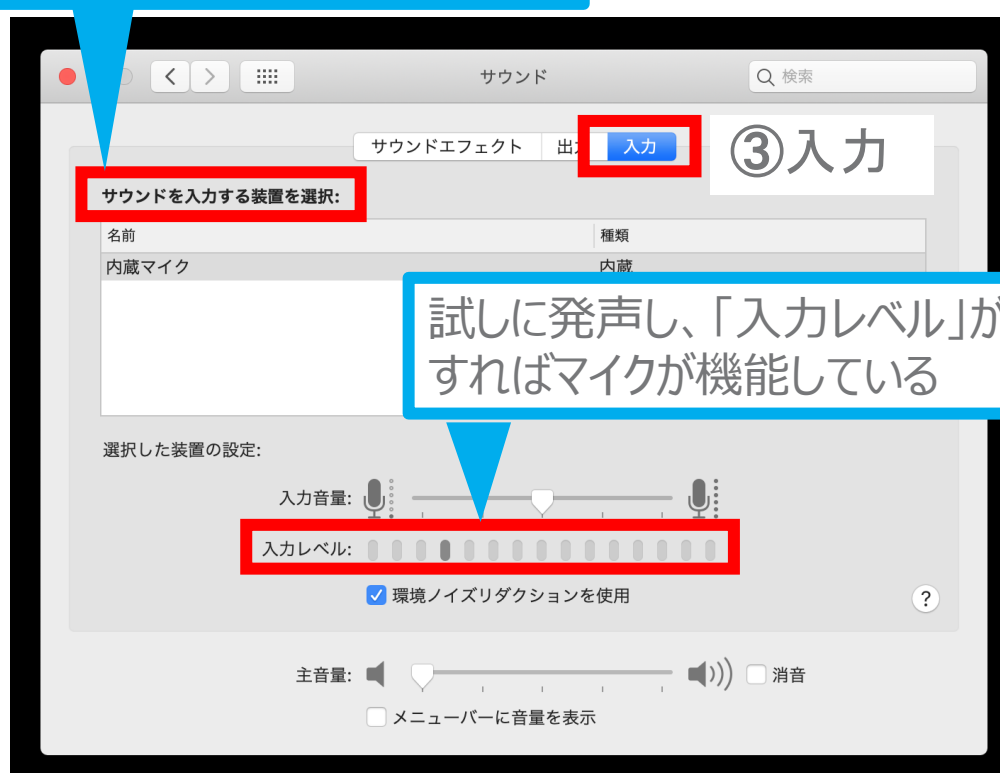 サウンド
検索
サウンドエフェクト
出力
入力
③入力
サウンドを入力する装置を選択:
名前
種類
内蔵マイク
内蔵
試しに発声し、「入力レベル」が
すればマイクが機能している
選択した装置の設定:
入力音量:
入力レベル:
環境ノイズリダクションを使用
?
主音量:
消音
メニューバーに音量を表示